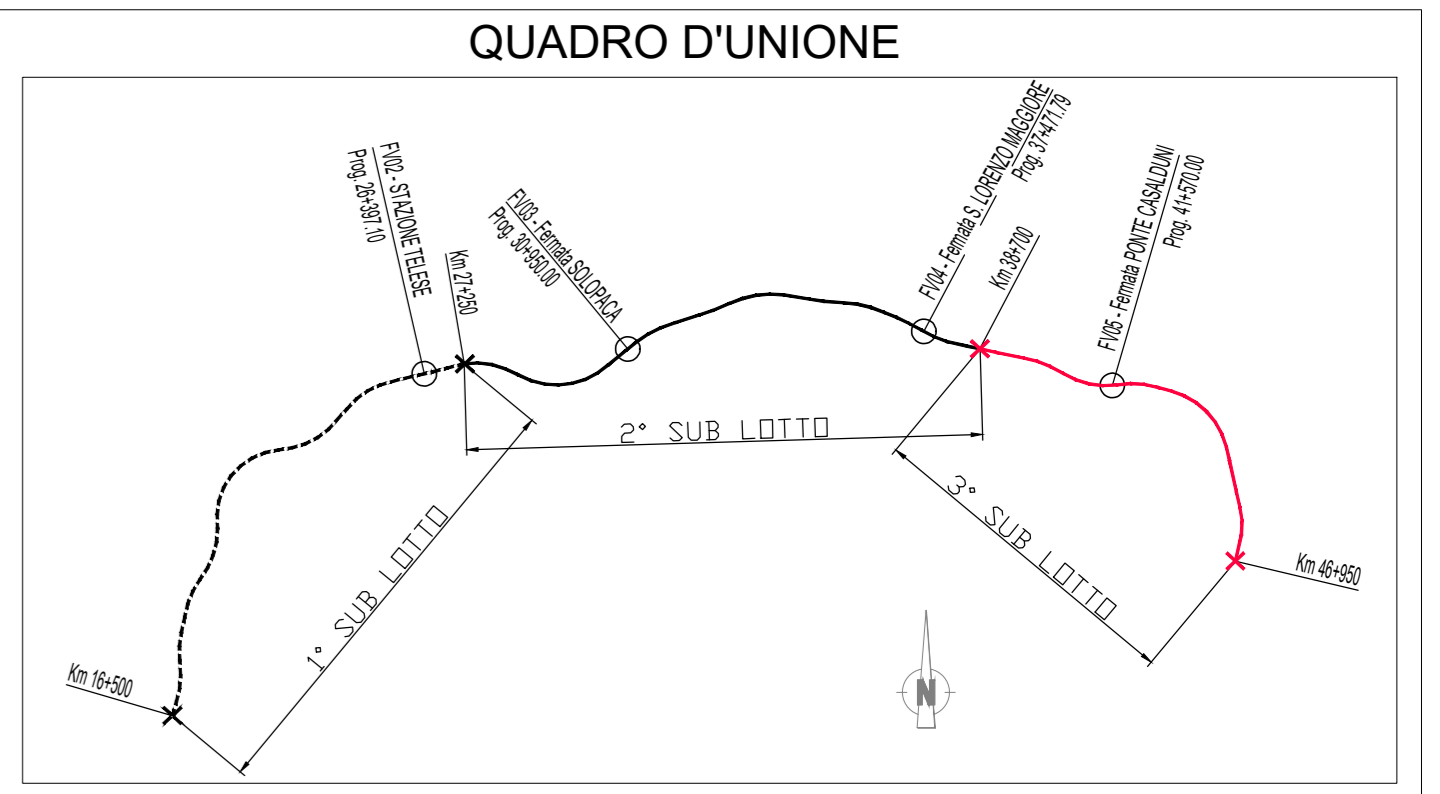 QUADRO D'UNIONE
FV02 - STAZIONE TELESE
Prog. 26+397.10
Km 27+250
FV03 - Fermata SOLOPACA
Prog. 30+950.00
FV04 - Fermata S. LORENZO MAGGIORE
Prog. 37+471.79
Km 38+700
FV05 - Fermata PONTE CASALDUNI
Prog. 41+570.00
1° SUB LOTTO
2° SUB LOTTO
3° SUB LOTTO
Km 16+500
Km 46+950
N